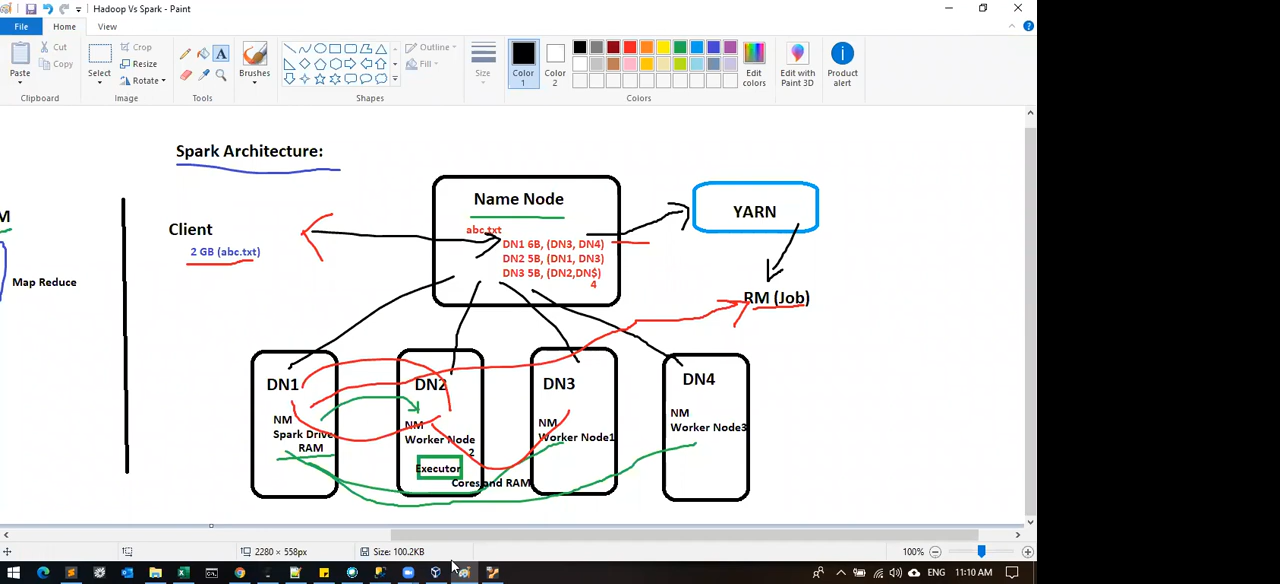 Hadoop Vs Spark - Paint
File Home View
Paste
Cut
Copy
Clipboard
Select
Crop
Resize
Rotate
Image
Tools
Brushes
Shapes
Outline
Fill
Size
Color 1
Color 2
Colors
Edit colors
Edit with Paint 3D
Product alert
Spark Architecture:
M
Map Reduce
Client
2 GB (abc.txt)
Name Node
abc.txt
DN1 6B, (DN3, DN4)
DN2 5B, (DN1, DN3)
DN3 5B, (DN2,DN$)
4
YARN
RM (Job)
DN1
NM
Spark Drive
RAM
DN2
NM
Worker Node
2
Executor
Cores and RAM
DN3
NM
Worker Node1
DN4
NM
Worker Node3
2280 × 558px
Size: 100.2KB
100%
ENG 11:10 AM